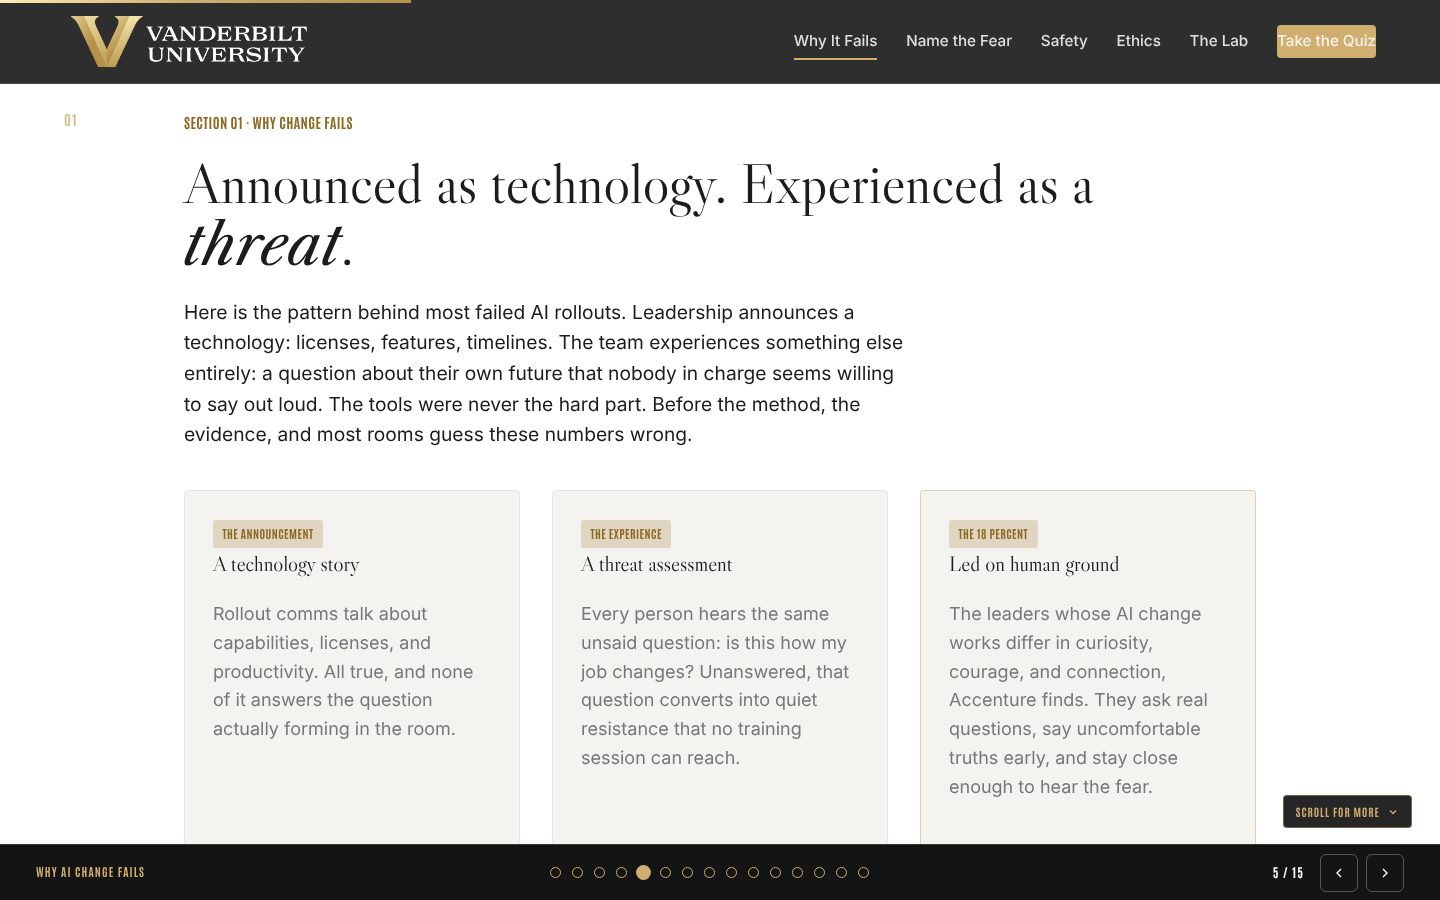 VANDERBILT
UNIVERSITY
Why It Fails
Name the Fear
Safety
Ethics
The Lab
Take the Quiz
01
SECTION 01 · WHY CHANGE FAILS
Announced as technology. Experienced as a
threat.
Here is the pattern behind most failed AI rollouts. Leadership announces a
technology: licenses, features, timelines. The team experiences something else
entirely: a question about their own future that nobody in charge seems willing
to say out loud. The tools were never the hard part. Before the method, the
evidence, and most rooms guess these numbers wrong.
THE ANNOUNCEMENT
A technology story
Rollout comms talk about
capabilities, licenses, and
productivity. All true, and none
of it answers the question
actually forming in the room.
THE EXPERIENCE
A threat assessment
Every person hears the same
unsaid question: is this how my
job changes? Unanswered, that
question converts into quiet
resistance that no training
session can reach.
THE 18 PERCENT
Led on human ground
The leaders whose AI change
works differ in curiosity,
courage, and connection,
Accenture finds. They ask real
questions, say uncomfortable
truths early, and stay close
enough to hear the fear.
SCROLL FOR MORE
WHY AI CHANGE FAILS
5 / 15